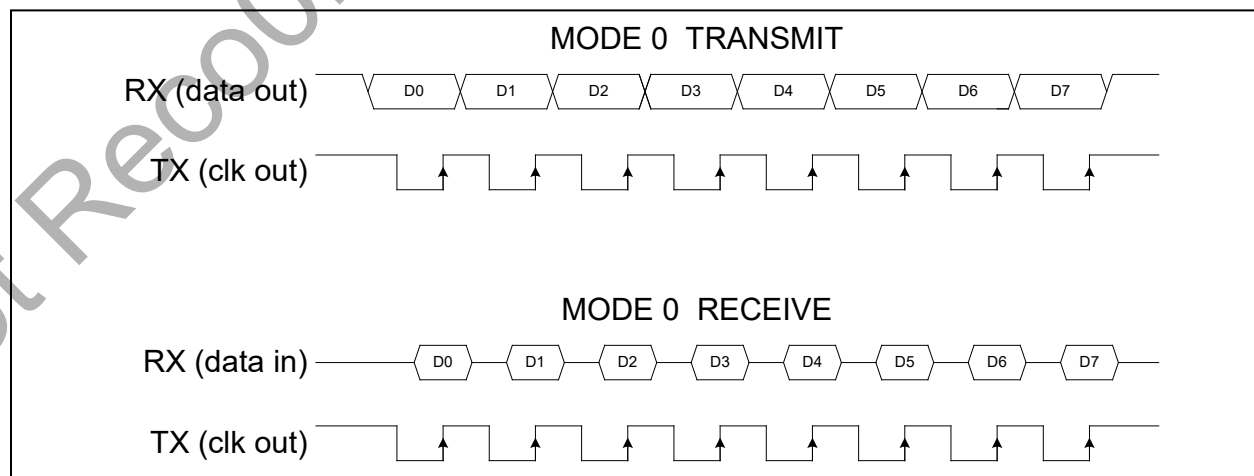 MODE 0 TRANSMIT
RX (data out) D0 D1 D2 D3 D4 D5 D6 D7
TX (clk out)
MODE 0 RECEIVE
RX (data in) D0 D1 D2 D3 D4 D5 D6 D7
TX (clk out)